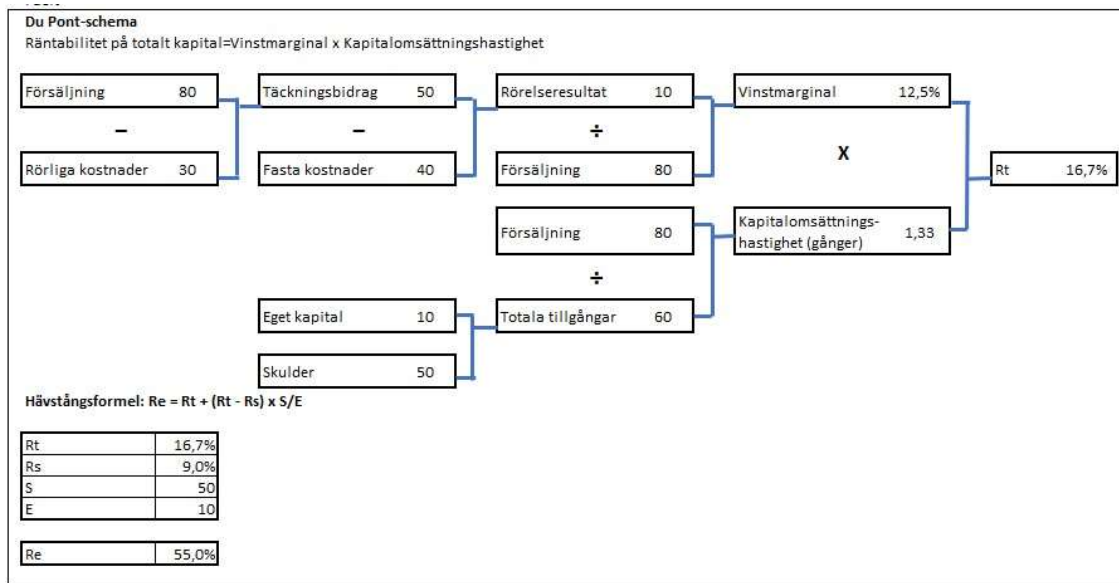 Du Pont-schema
Räntabilitet på totalt kapital=Vinstmarginal x Kapitalomsättningshastighet
Försäljning 80
Täckningsbidrag 50
Rörelseresultat 10
Vinstmarginal 12,5%
–
–
÷
X
Rörliga kostnader 30
Fasta kostnader 40
Försäljning 80
Rt 16,7%
Försäljning 80
Kapitalomsättnings-
hastighet (gånger) 1,33
÷
Eget kapital 10
Totala tillgångar 60
Skulder 50
Hävstångsformel: Re = Rt + (Rt - Rs) x S/E
Rt 16,7%
Rs 9,0%
S 50
E 10
Re 55,0%